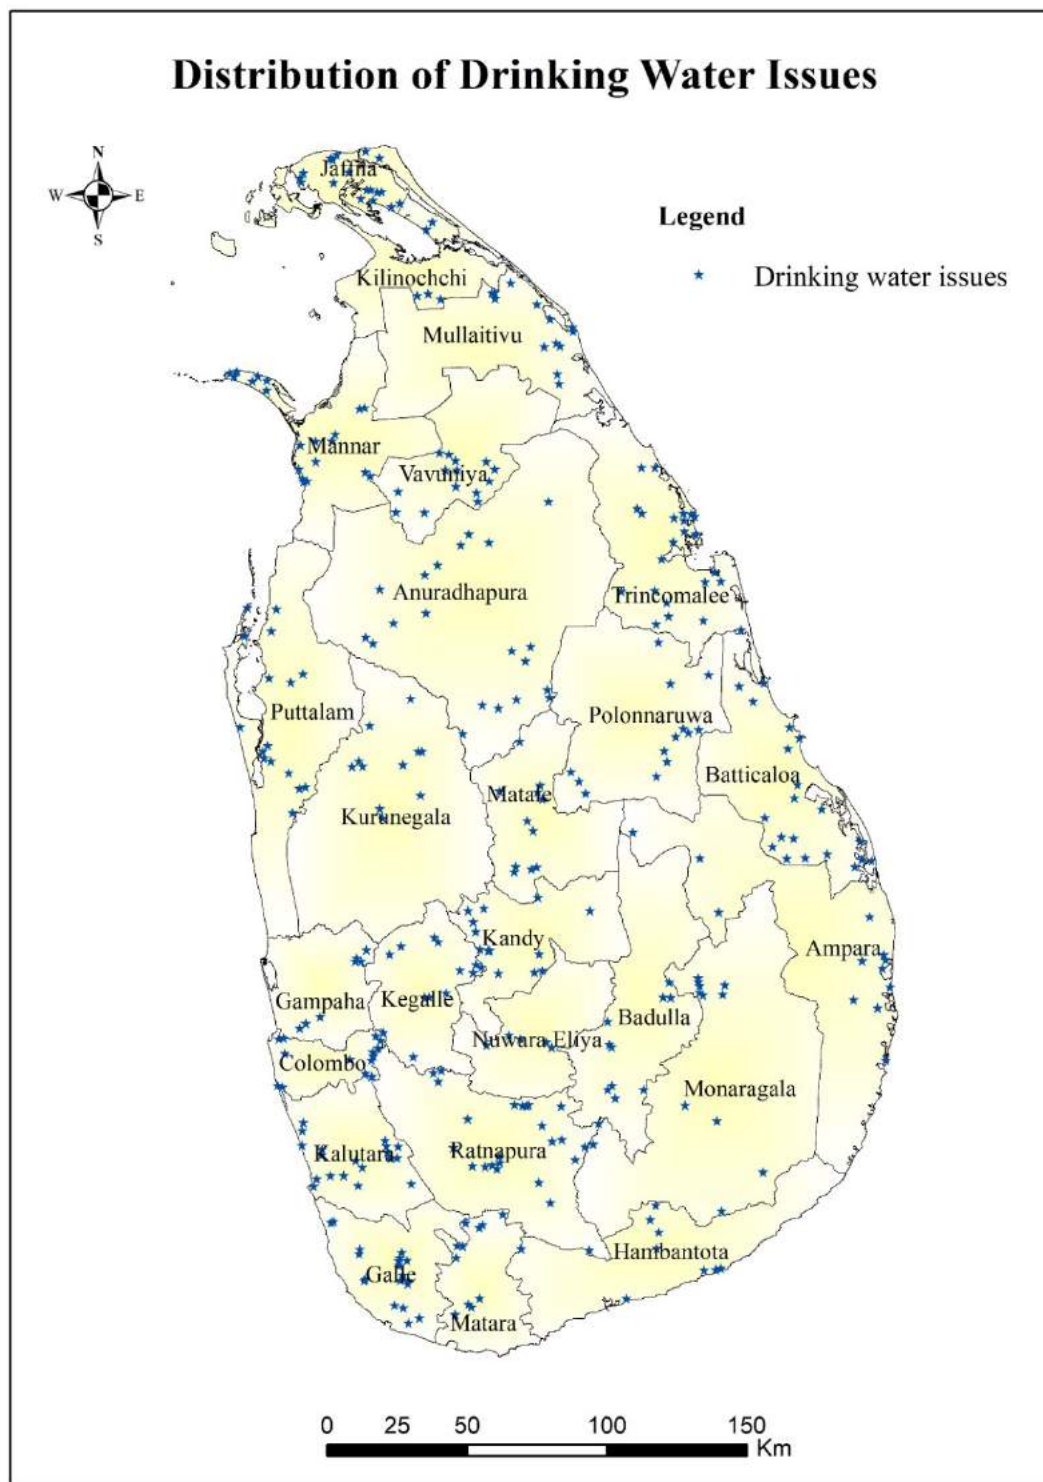 Distribution of Drinking Water Issues
N
W E
S
Jaffna
Legend
Drinking water issues
Kilinochchi
Mullaitivu
Mannar
Vavuniya
Anuradhapura
Trincomalee
Puttalam
Polonnaruwa
Batticaloa
Matale
Kurunegala
Kandy
Ampara
Gampaha
Kegalle
Badulla
Nuwara Eliya
Colombo
Monaragala
Kalutara
Ratnapura
Hambantota
Galle
Matara
0 25 50 100 150
Km